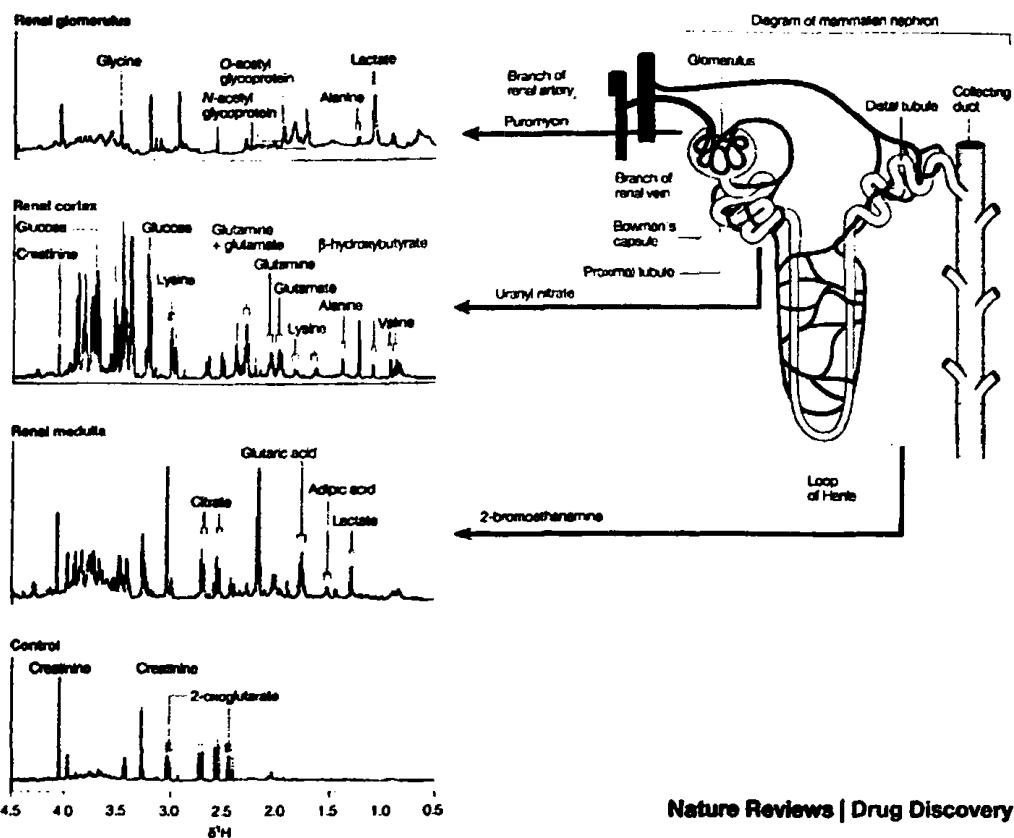 Renal glomerulus
Glycine
O-acetyl
glycoprotein
N-acetyl
glycoprotein
Lactate
Alanine
Renal cortex
Glucose
Creatinine
Glucose
Lysine
Glutamine
+ glutamate
Glutamine
Glutamate
Lysine
β-hydroxybutyrate
Alanine
Valine
Renal medulla
Citrate
Glutaric acid
Adipic acid
Lactate
Control
Creatinine
Creatinine
2-oxoglutarate
4.5 4.0 3.5 3.0 2.5 2.0 1.5 1.0 0.5
δ¹H
Diagram of mammalian nephron
Branch of
renal artery
Glomerulus
Distal tubule
Collecting
duct
Puromycin
Branch of
renal vein
Bowman's
capsule
Proximal tubule
Uranyl nitrate
Loop
of Henle
2-bromoethanamine
Nature Reviews | Drug Discovery